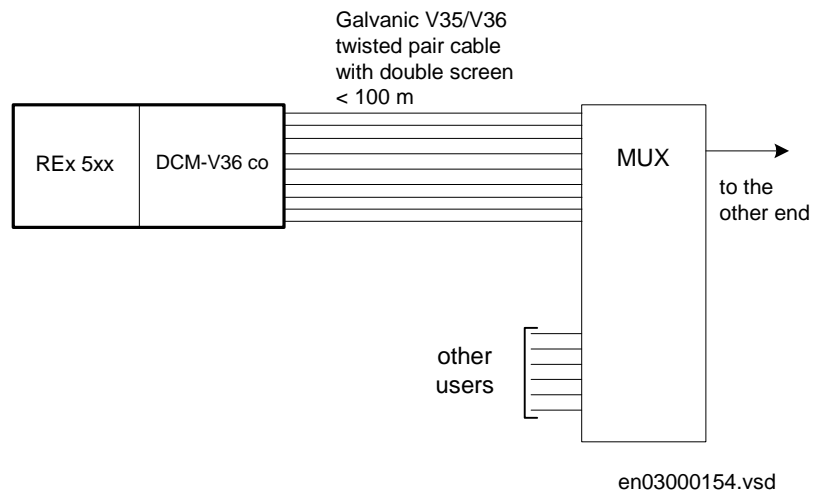 Galvanic V35/V36
twisted pair cable
with double screen
< 100 m
REx 5xx
DCM-V36 co
MUX
to the
other end
other
users
en03000154.vsd